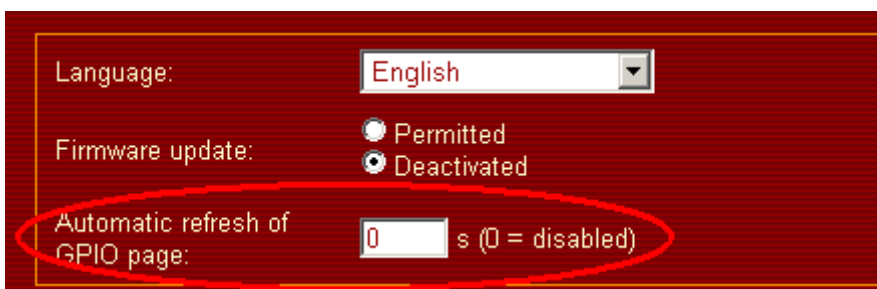 Language: English
Firmware update: Permitted
Deactivated
Automatic refresh of
GPIO page: 0 s (0 = disabled)